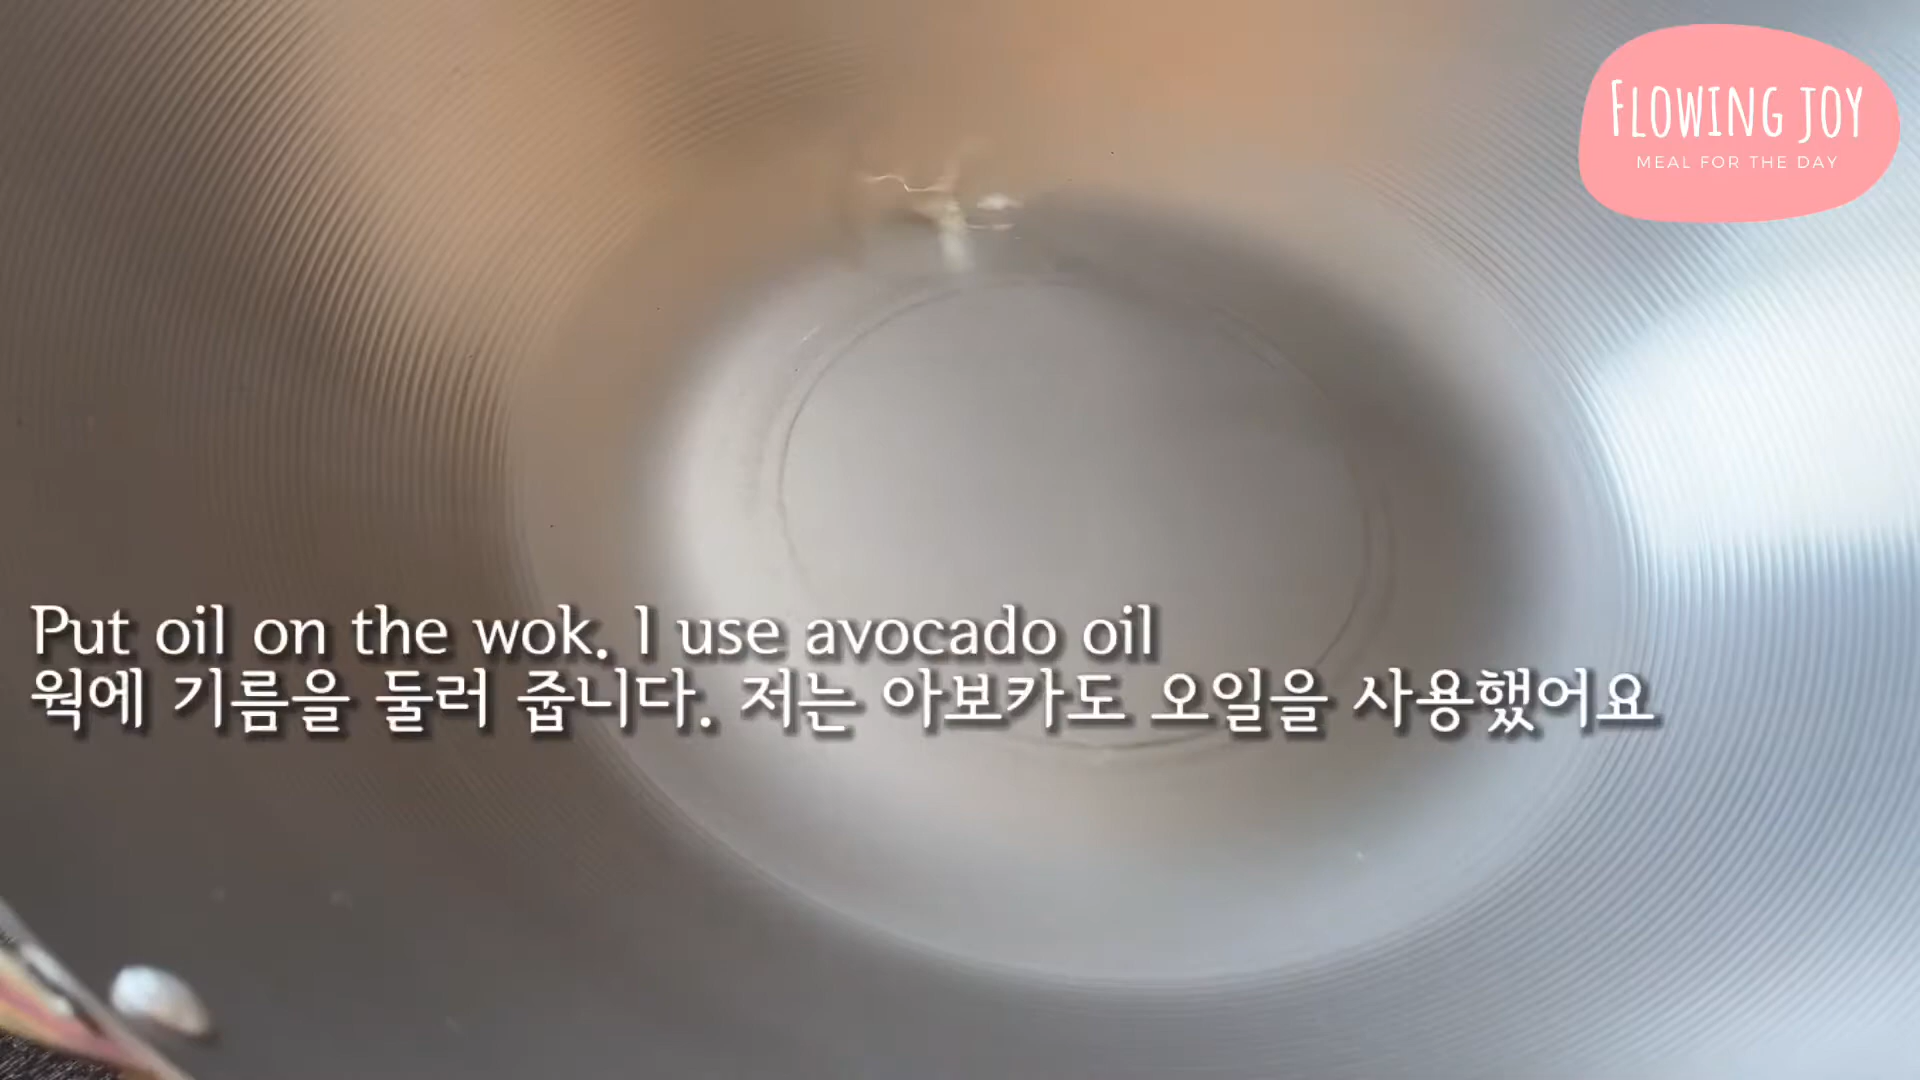 FLOWING JOY
MEAL FOR THE DAY
Put oil on the wok. I use avocado oil
웍에 기름을 둘러 줍니다. 저는 아보카도 오일을 사용했어요